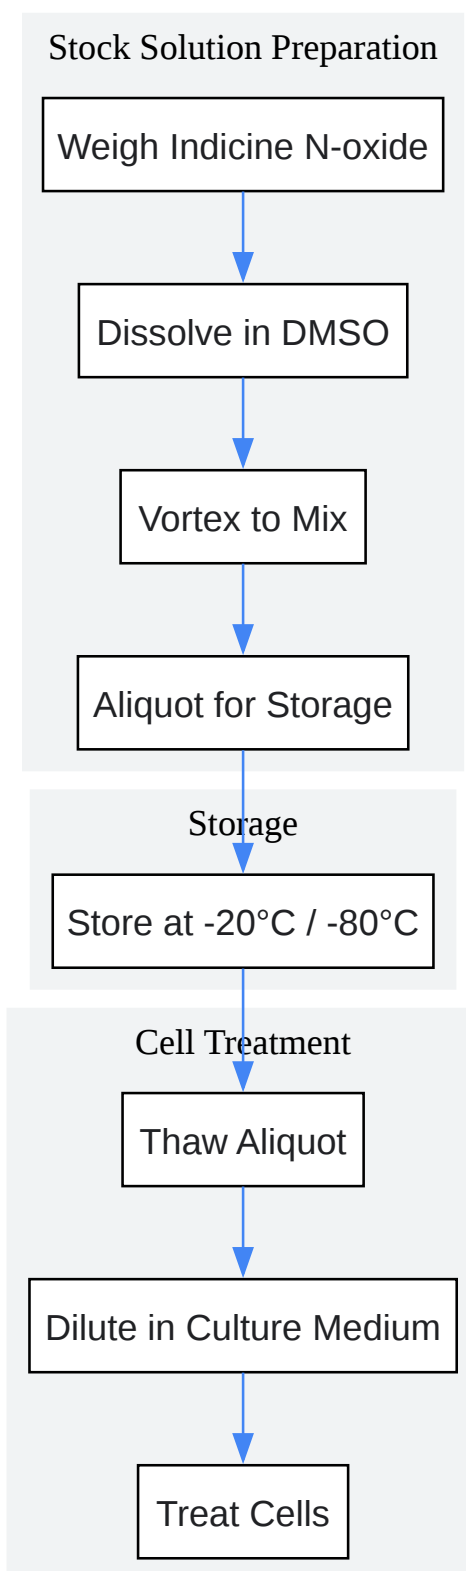 Stock Solution Preparation
Weigh Indicine N-oxide
Dissolve in DMSO
Vortex to Mix
Aliquot for Storage
Storage
Store at -20°C / -80°C
Cell Treatment
Thaw Aliquot
Dilute in Culture Medium
Treat Cells